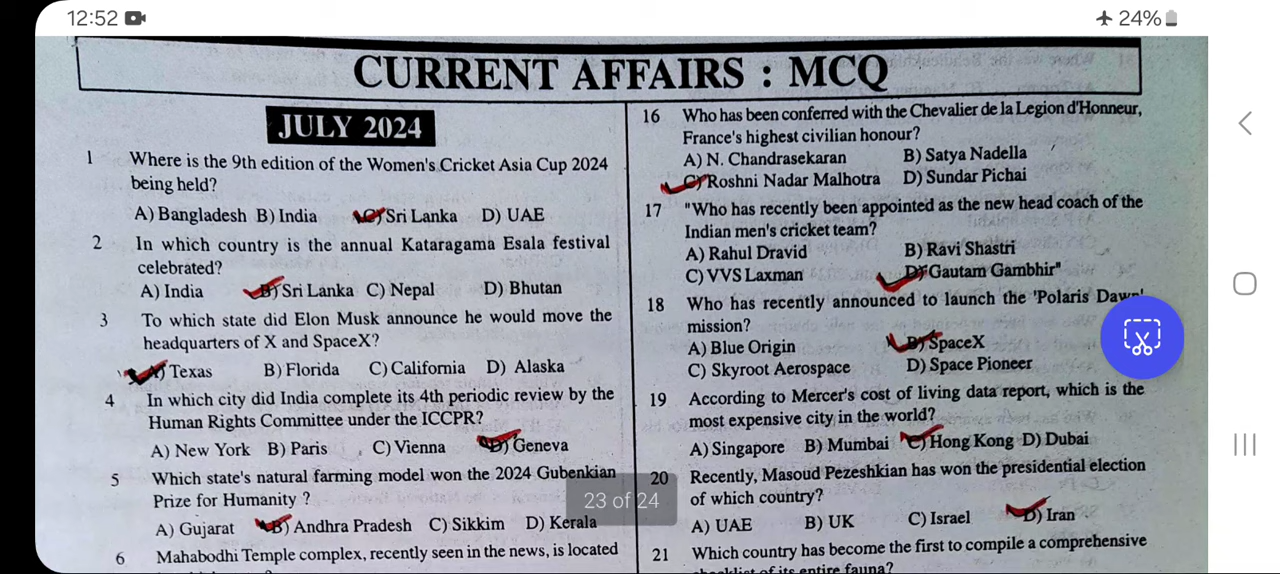 12:52
24%
CURRENT AFFAIRS : MCQ
JULY 2024
1 Where is the 9th edition of the Women's Cricket Asia Cup 2024
being held?
A) Bangladesh B) India C) Sri Lanka D) UAE
2 In which country is the annual Kataragama Esala festival
celebrated?
A) India B) Sri Lanka C) Nepal D) Bhutan
3 To which state did Elon Musk announce he would move the
headquarters of X and SpaceX?
A) Texas B) Florida C) California D) Alaska
4 In which city did India complete its 4th periodic review by the
Human Rights Committee under the ICCPR?
A) New York B) Paris C) Vienna D) Geneva
5 Which state's natural farming model won the 2024 Gubenkian
Prize for Humanity ?
A) Gujarat B) Andhra Pradesh C) Sikkim D) Kerala
6 Mahabodhi Temple complex, recently seen in the news, is located
16 Who has been conferred with the Chevalier de la Legion d'Honneur,
France's highest civilian honour?
A) N. Chandrasekaran B) Satya Nadella
C) Roshni Nadar Malhotra D) Sundar Pichai
17 "Who has recently been appointed as the new head coach of the
Indian men's cricket team?
A) Rahul Dravid B) Ravi Shastri
C) VVS Laxman D) Gautam Gambhir"
18 Who has recently announced to launch the 'Polaris Dawn'
mission?
A) Blue Origin B) SpaceX
C) Skyroot Aerospace D) Space Pioneer
19 According to Mercer's cost of living data report, which is the
most expensive city in the world?
A) Singapore B) Mumbai C) Hong Kong D) Dubai
20 Recently, Masoud Pezeshkian has won the presidential election
of which country?
A) UAE B) UK C) Israel D) Iran
21 Which country has become the first to compile a comprehensive
checklist of its entire fauna?
23 of 24